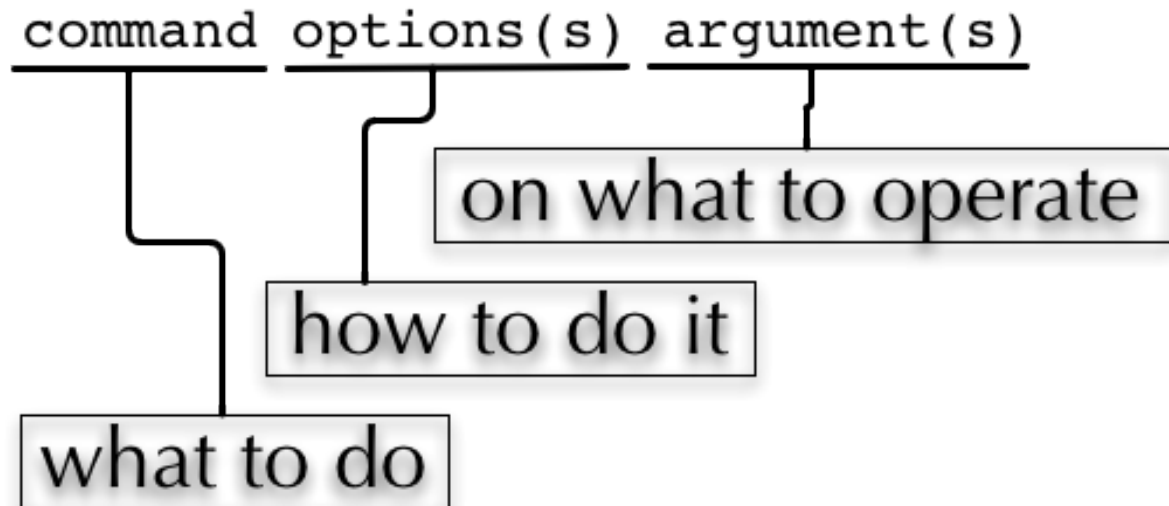 command options(s) argument(s)
on what to operate
how to do it
what to do